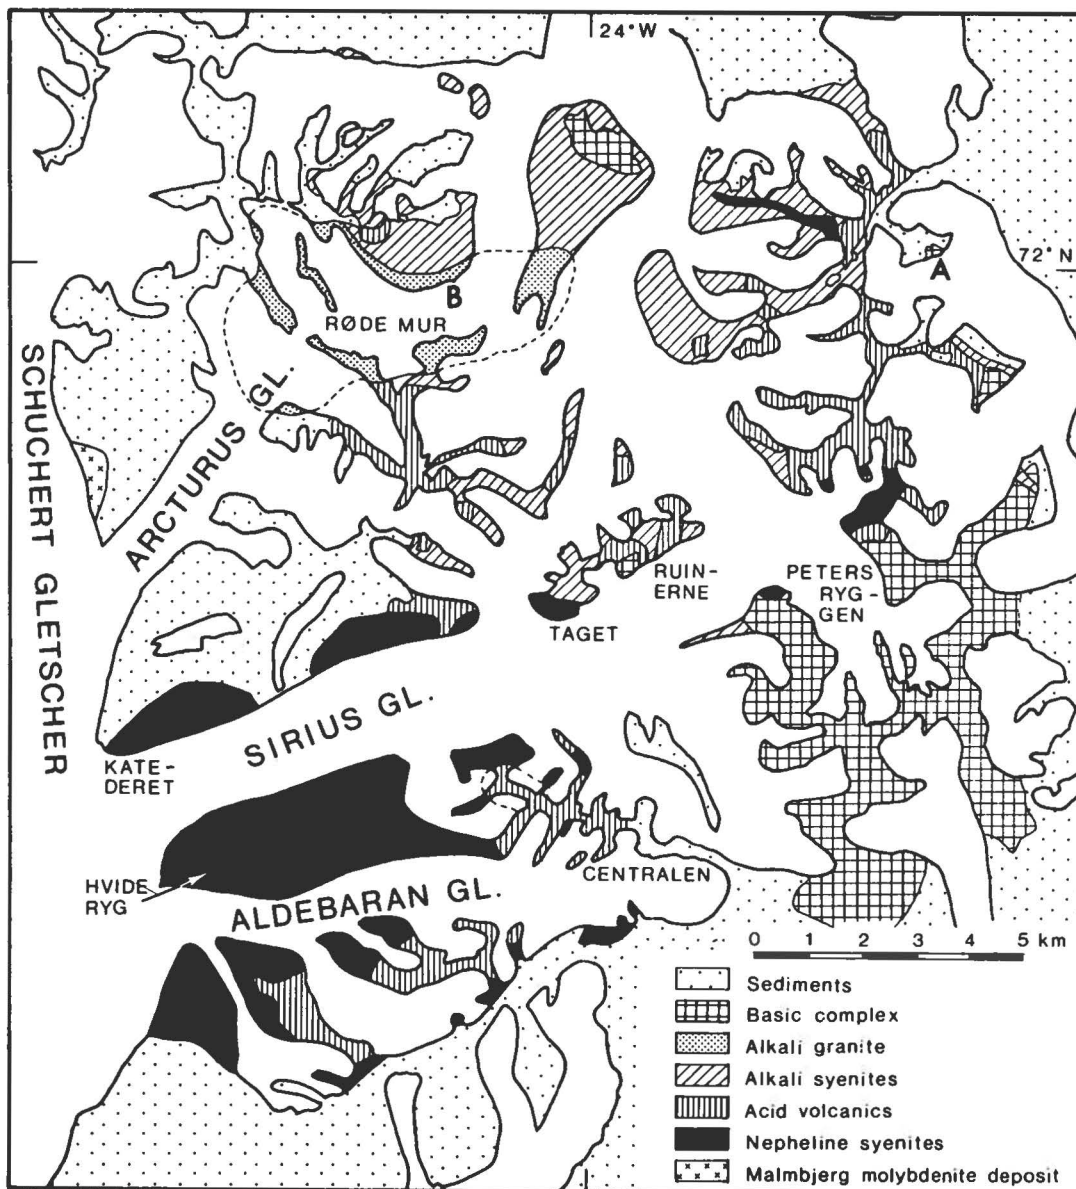 24° W
72° N
A
B
RØDE MUR
ARCTURUS GL.
SCHUCHERT GLETSCHER
RUIN-
ERNE
PETERS
RYG-
GEN
TAGET
SIRIUS GL.
KATE-
DERET
HVIDE
RYG
ALDEBARAN GL.
CENTRALEN
0 1 2 3 4 5 km
Sediments
Basic complex
Alkali granite
Alkali syenites
Acid volcanics
Nepheline syenites
Malmbjerg molybdenite deposit